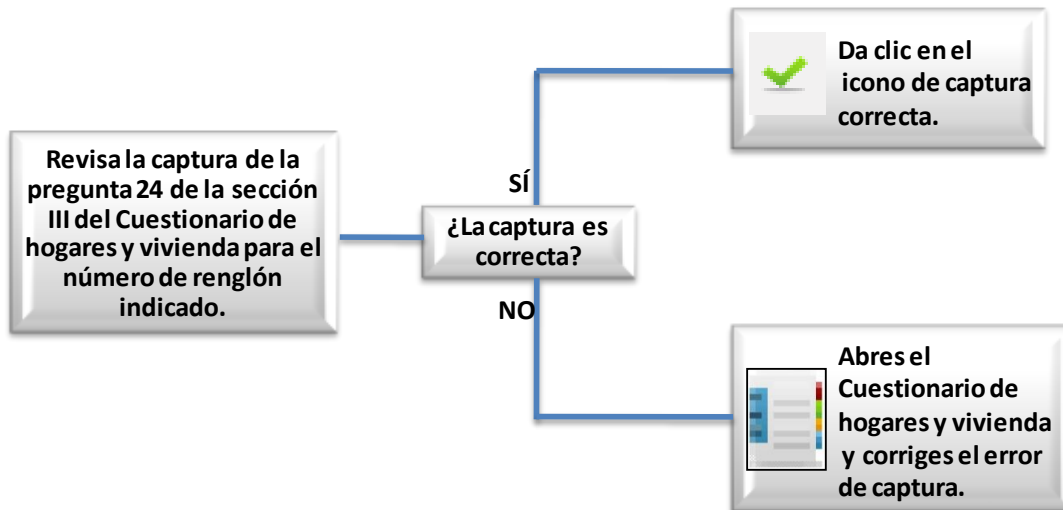 Revisa la captura de la
pregunta 24 de la sección
III del Cuestionario de
hogares y vivienda para el
número de renglón
indicado.
SÍ
¿La captura es
correcta?
NO
Da clic en el
icono de captura
correcta.
Abres el
Cuestionario de
hogares y vivienda
y corriges el error
de captura.